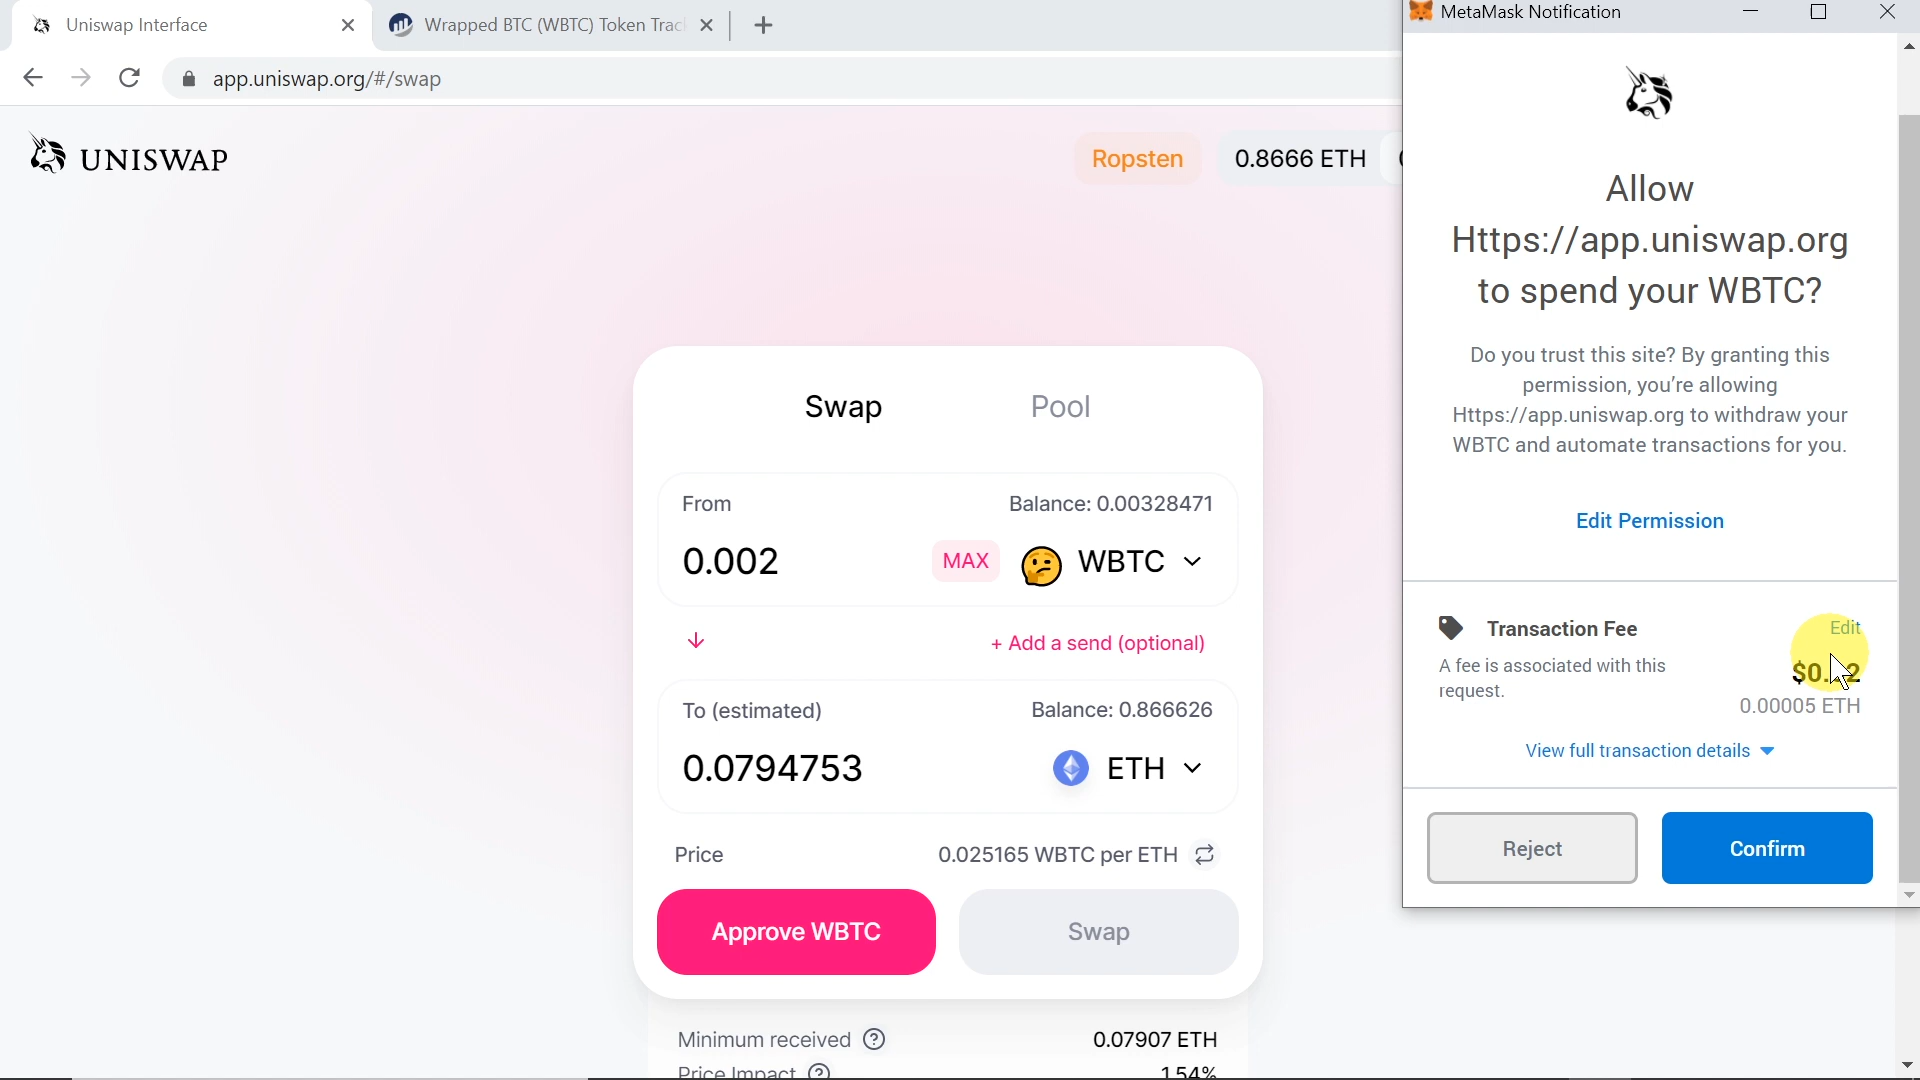 Uniswap Interface
Wrapped BTC (WBTC) Token Trac
app.uniswap.org/#/swap
UNISWAP
Ropsten
0.8666 ETH
Swap
Pool
From
Balance: 0.00328471
0.002
MAX
WBTC
+ Add a send (optional)
To (estimated)
Balance: 0.866626
0.0794753
ETH
Price
0.025165 WBTC per ETH
Approve WBTC
Swap
Minimum received
0.07907 ETH
Price Impact
1.54%
MetaMask Notification
Allow
Https://app.uniswap.org
to spend your WBTC?
Do you trust this site? By granting this
permission, you're allowing
Https://app.uniswap.org to withdraw your
WBTC and automate transactions for you.
Edit Permission
Transaction Fee
Edit
A fee is associated with this
request.
0.00005 ETH
View full transaction details
Reject
Confirm